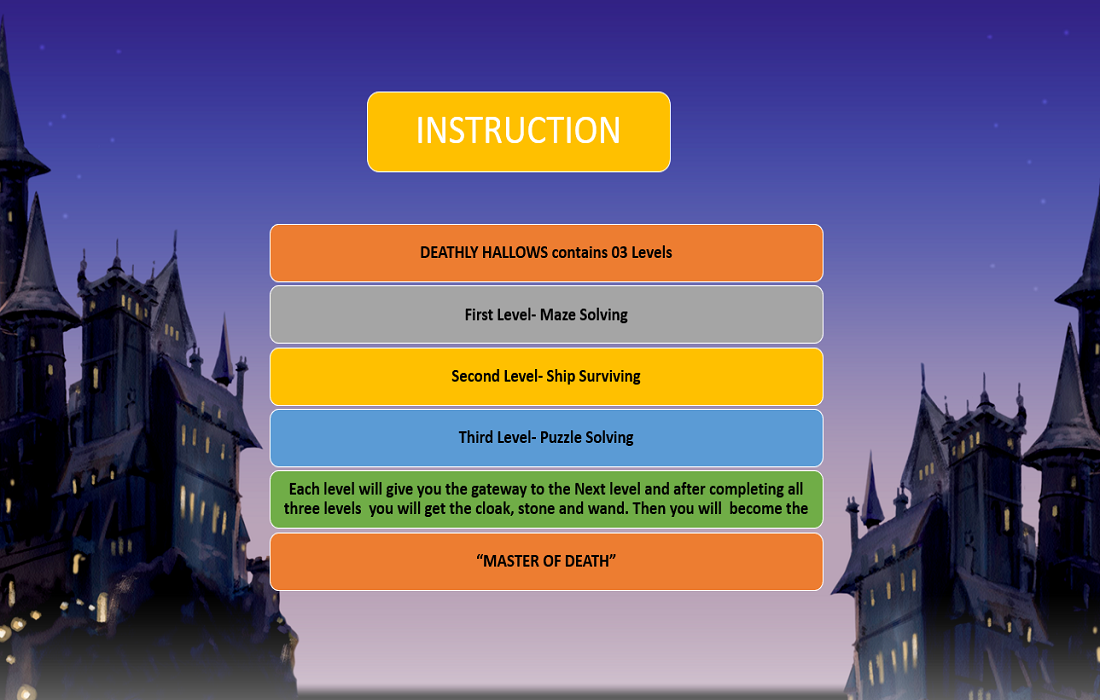 INSTRUCTION
DEATHLY HALLOWS contains 03 Levels
First Level- Maze Solving
Second Level- Ship Surviving
Third Level- Puzzle Solving
Each level will give you the gateway to the Next level and after completing all
three levels  you will get the cloak, stone and wand. Then you will  become the
“MASTER OF DEATH”